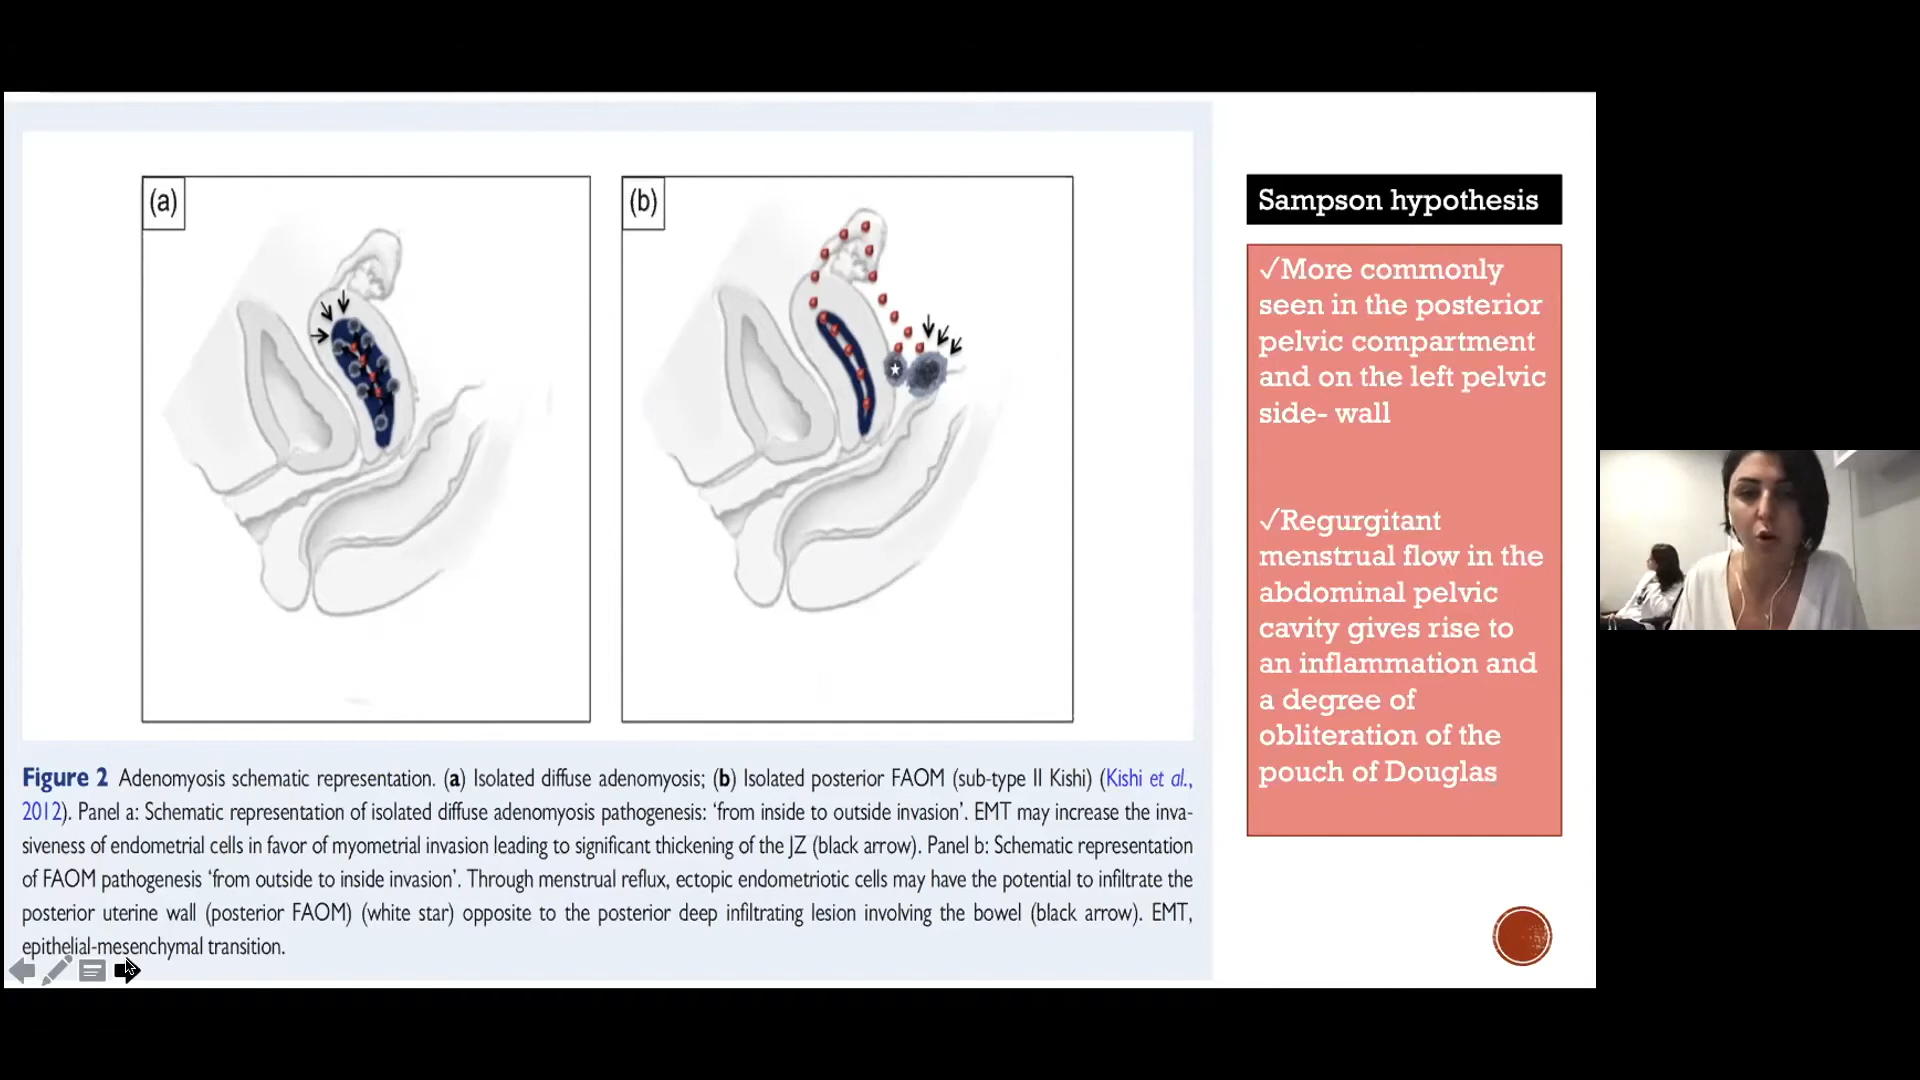 (a)
(b)
Figure 2 Adenomyosis schematic representation. (a) Isolated diffuse adenomyosis; (b) Isolated posterior FAOM (sub-type II Kishi) (Kishi et al.,
2012). Panel a: Schematic representation of isolated diffuse adenomyosis pathogenesis: ‘from inside to outside invasion’. EMT may increase the inva-
siveness of endometrial cells in favor of myometrial invasion leading to significant thickening of the JZ (black arrow). Panel b: Schematic representation
of FAOM pathogenesis ‘from outside to inside invasion’. Through menstrual reflux, ectopic endometriotic cells may have the potential to infiltrate the
posterior uterine wall (posterior FAOM) (white star) opposite to the posterior deep infiltrating lesion involving the bowel (black arrow). EMT,
epithelial-mesenchymal transition.
Sampson hypothesis
✓More commonly
seen in the posterior
pelvic compartment
and on the left pelvic
side- wall
✓Regurgitant
menstrual flow in the
abdominal pelvic
cavity gives rise to
an inflammation and
a degree of
obliteration of the
pouch of Douglas